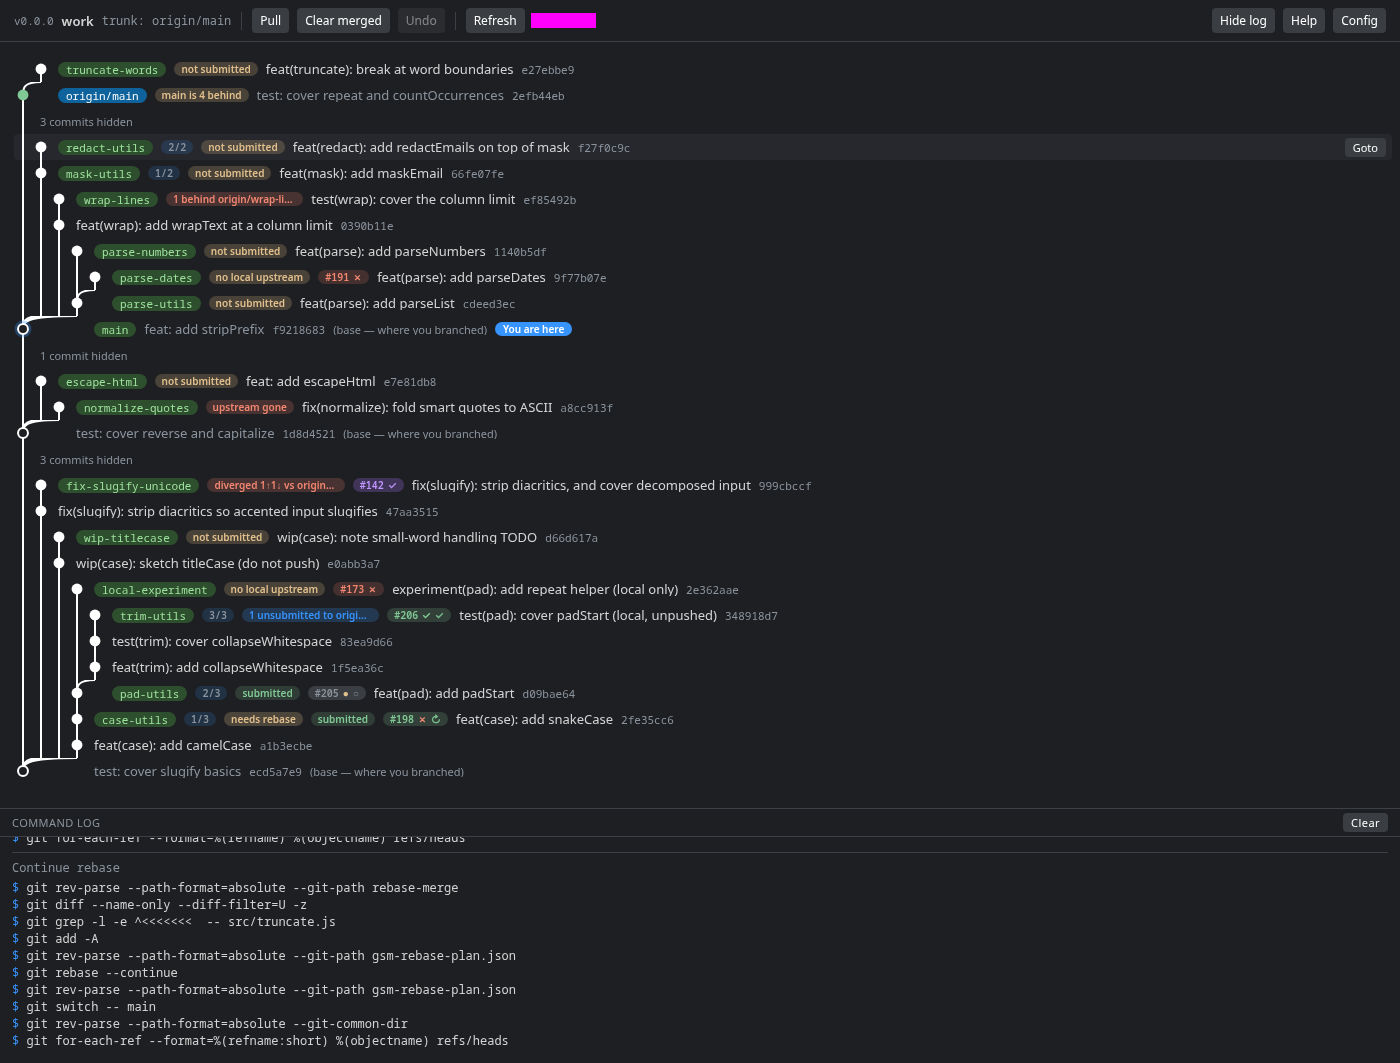 v0.0.0 work trunk: origin/main Pull Clear merged Undo Refresh Hide log Help Config
truncate-words not submitted feat(truncate): break at word boundaries e27ebbe9
origin/main main is 4 behind test: cover repeat and countOccurrences 2efb44eb
3 commits hidden
redact-utils 2/2 not submitted feat(redact): add redactEmails on top of mask f27f0c9c Goto
mask-utils 1/2 not submitted feat(mask): add maskEmail 66fe07fe
wrap-lines 1 behind origin/wrap-li... test(wrap): cover the column limit ef85492b
feat(wrap): add wrapText at a column limit 0390b11e
parse-numbers not submitted feat(parse): add parseNumbers 1140b5df
parse-dates no local upstream #191 × feat(parse): add parseDates 9f77b07e
parse-utils not submitted feat(parse): add parseList cdeed3ec
main feat: add stripPrefix f9218683 (base — where you branched) You are here
1 commit hidden
escape-html not submitted feat: add escapeHtml e7e81db8
normalize-quotes upstream gone fix(normalize): fold smart quotes to ASCII a8cc913f
test: cover reverse and capitalize 1d8d4521 (base — where you branched)
3 commits hidden
fix-slugify-unicode diverged 1↑1↓ vs origin... #142 ✓ fix(slugify): strip diacritics, and cover decomposed input 999cbccf
fix(slugify): strip diacritics so accented input slugifies 47aa3515
wip-titlecase not submitted wip(case): note small-word handling TODO d66d617a
wip(case): sketch titleCase (do not push) e0abb3a7
local-experiment no local upstream #173 × experiment(pad): add repeat helper (local only) 2e362aae
trim-utils 3/3 1 unsubmitted to origi... #206 ✓ ✓ test(pad): cover padStart (local, unpushed) 348918d7
test(trim): cover collapseWhitespace 83ea9d66
feat(trim): add collapseWhitespace 1f5ea36c
pad-utils 2/3 submitted #205 ● ○ feat(pad): add padStart d09bae64
case-utils 1/3 needs rebase submitted #198 × ↻ feat(case): add snakeCase 2fe35cc6
feat(case): add camelCase a1b3ecbe
test: cover slugify basics ecd5a7e9 (base — where you branched)
COMMAND LOG Clear
$ git for-each-ref --format=%(refname) %(objectname) refs/heads
Continue rebase
$ git rev-parse --path-format=absolute --git-path rebase-merge
$ git diff --name-only --diff-filter=U -z
$ git grep -l -e ^<<<<<<< -- src/truncate.js
$ git add -A
$ git rev-parse --path-format=absolute --git-path gsm-rebase-plan.json
$ git rebase --continue
$ git rev-parse --path-format=absolute --git-path gsm-rebase-plan.json
$ git switch -- main
$ git rev-parse --path-format=absolute --git-common-dir
$ git for-each-ref --format=%(refname:short) %(objectname) refs/heads